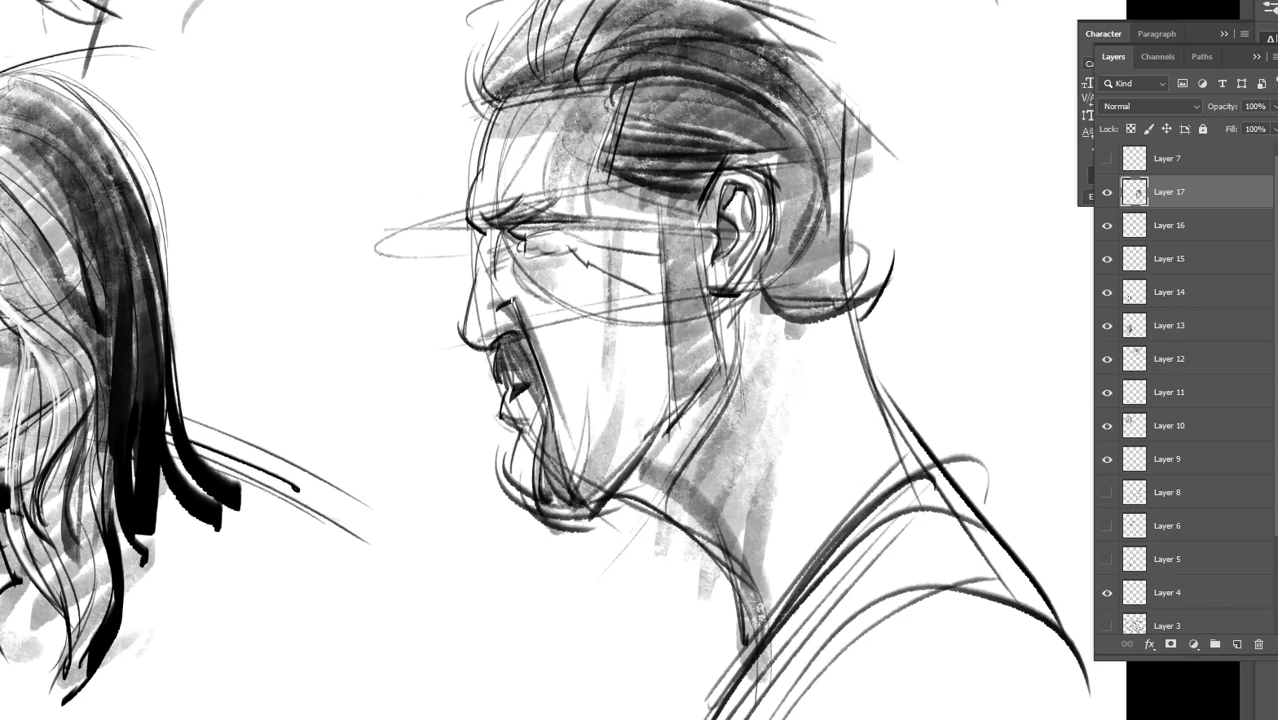 Character Paragraph
Layers Channels Paths
Kind
Normal Opacity: 100%
Lock: Fill: 100%
Layer 7
Layer 17
Layer 16
Layer 15
Layer 14
Layer 13
Layer 12
Layer 11
Layer 10
Layer 9
Layer 8
Layer 6
Layer 5
Layer 4
Layer 3
fx